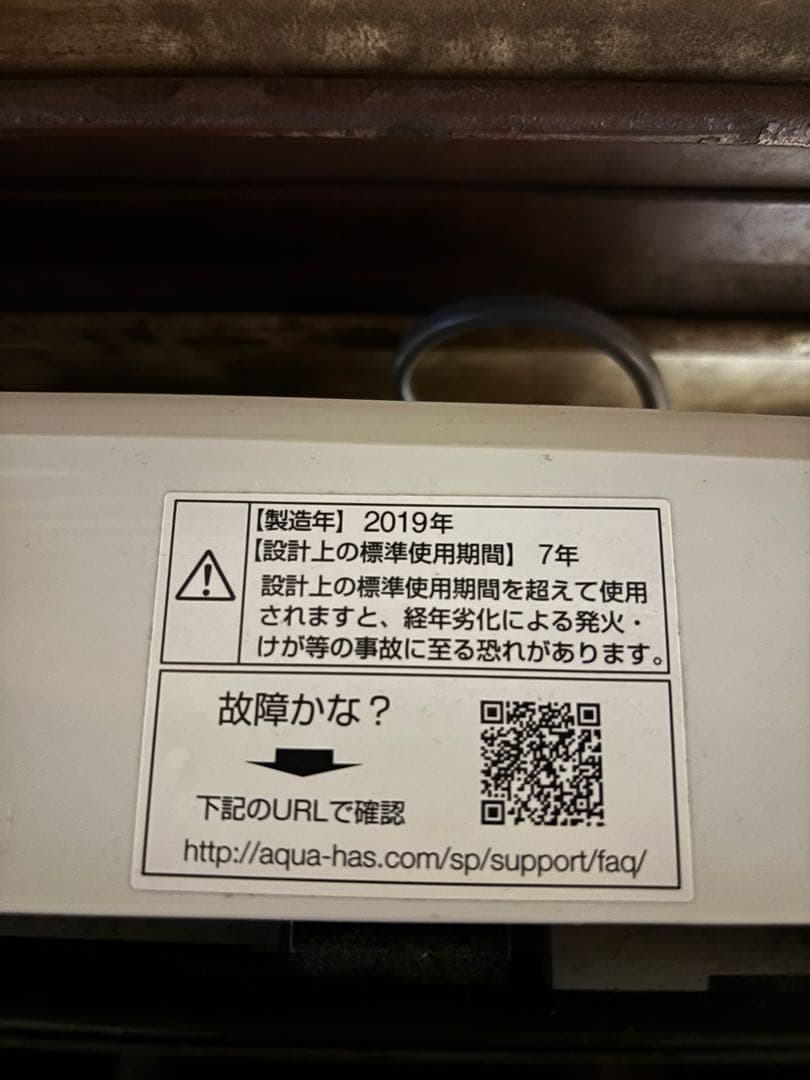 【製造年】 2019年
【設計上の標準使用期間】 7年
設計上の標準使用期間を超えて使用
されますと、経年劣化による発火・
けが等の事故に至る恐れがあります。
故障かな？
下記のURLで確認
http://aqua-has.com/sp/support/faq/